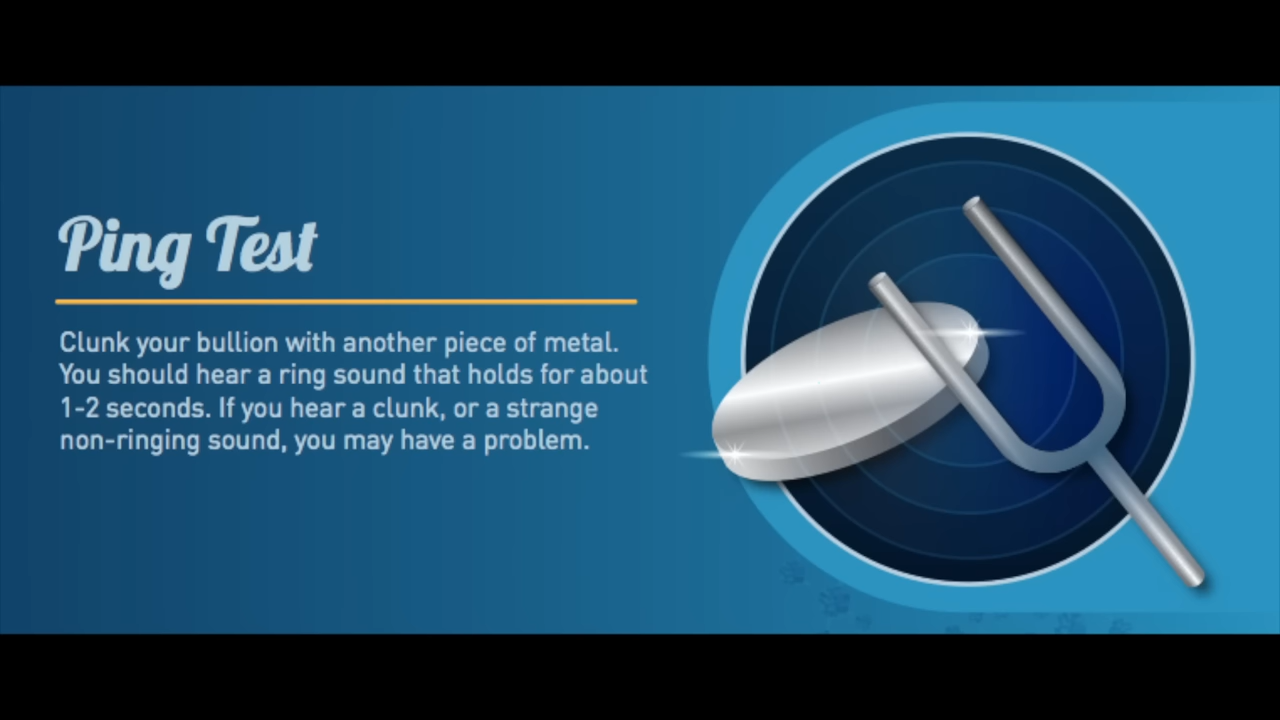 Ping Test
Clunk your bullion with another piece of metal.
You should hear a ring sound that holds for about
1-2 seconds. If you hear a clunk, or a strange
non-ringing sound, you may have a problem.